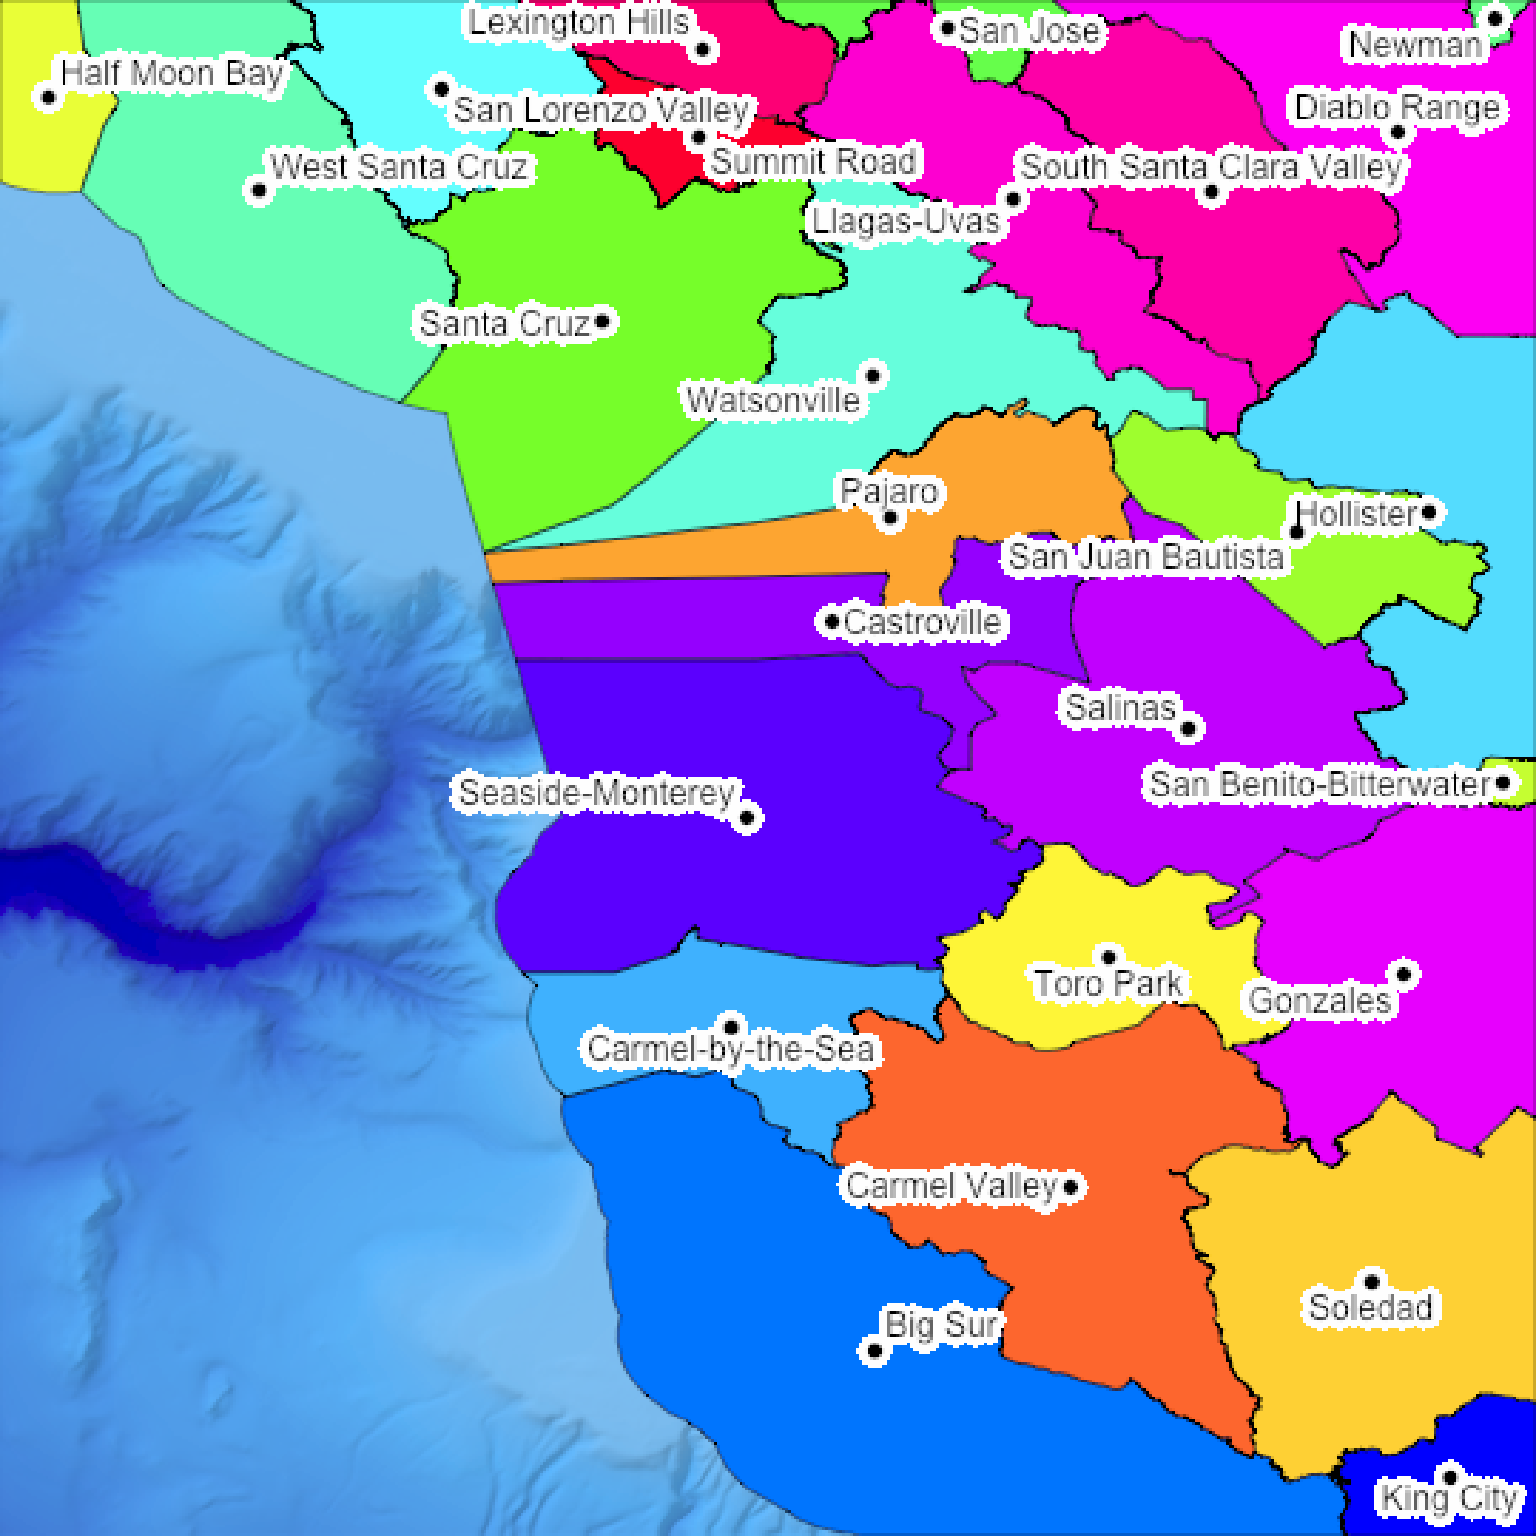 Lexington Hills
San Jose
Newman
Half Moon Bay
San Lorenzo Valley
Diablo Range
West Santa Cruz
Summit Road
South Santa Clara Valley
Llagas-Uvas
Santa Cruz
Watsonville
Pajaro
Hollister
San Juan Bautista
Castroville
Salinas
San Benito-Bitterwater
Seaside-Monterey
Toro Park
Gonzales
Carmel-by-the-Sea
Carmel Valley
Soledad
Big Sur
King City